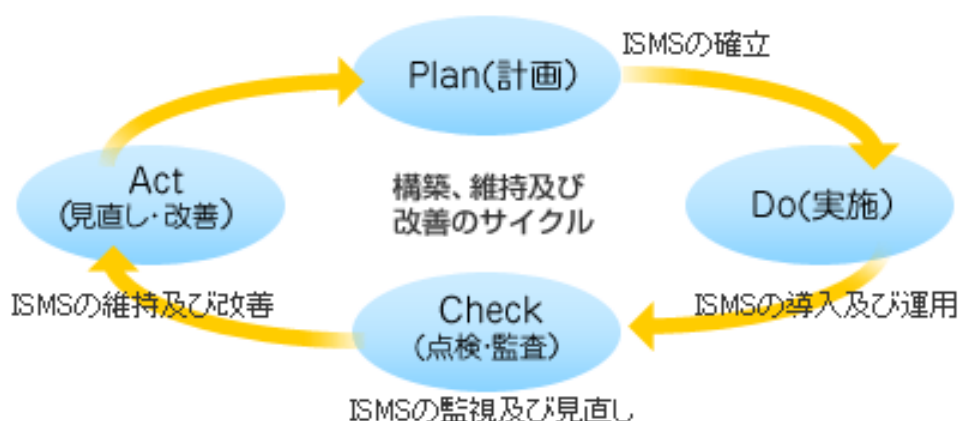 ISMSの確立
Plan(計画)
Act
(見直し・改善)
構築、維持及び
改善のサイクル
Do(実施)
ISMSの維持及び改善
Check
(点検・監査)
ISMSの導入及び運用
ISMSの監視及び見直し